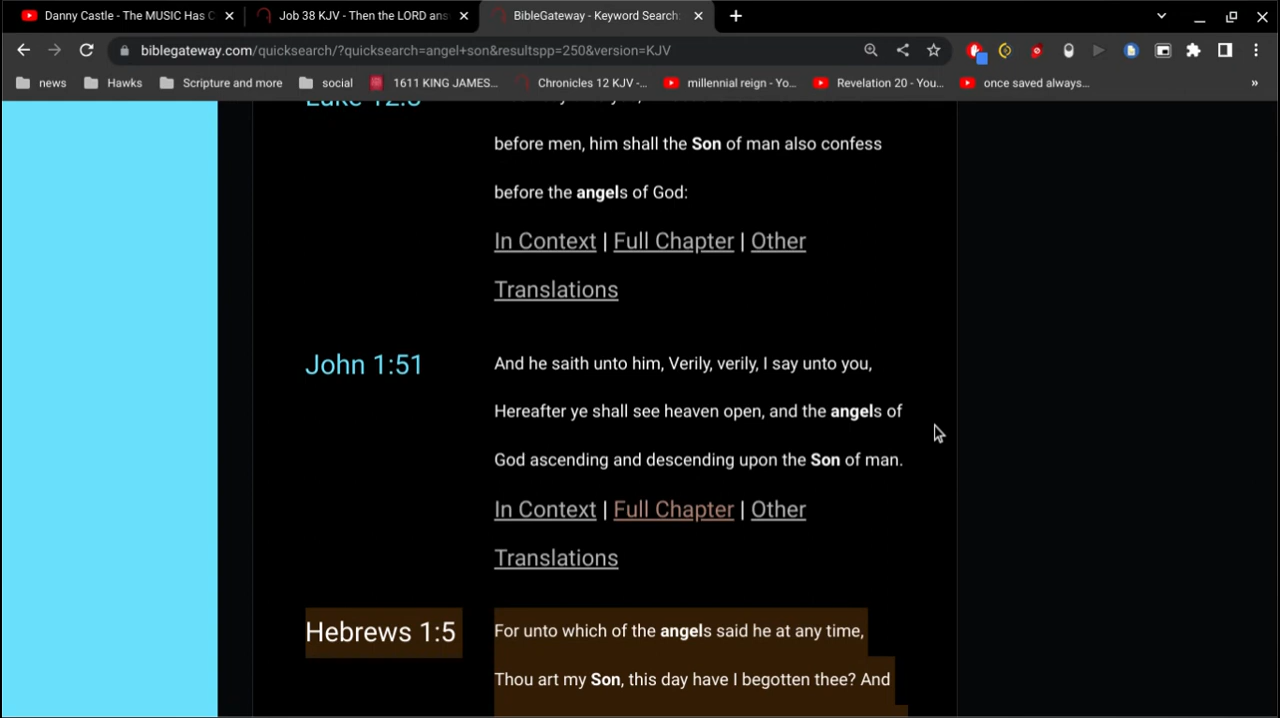 Danny Castle - The MUSIC Has C
Job 38 KJV - Then the LORD ans
BibleGateway - Keyword Search:
biblegateway.com/quicksearch/?quicksearch=angel+son&resultspp=250&version=KJV
news
Hawks
Scripture and more
social
1611 KING JAMES...
Chronicles 12 KJV -...
millennial reign - Yo...
Revelation 20 - You...
once saved always...
»
Luke 12:8
before men, him shall the Son of man also confess
before the angels of God:
In Context | Full Chapter | Other
Translations
John 1:51
And he saith unto him, Verily, verily, I say unto you,
Hereafter ye shall see heaven open, and the angels of
God ascending and descending upon the Son of man.
In Context | Full Chapter | Other
Translations
Hebrews 1:5
For unto which of the angels said he at any time,
Thou art my Son, this day have I begotten thee? And